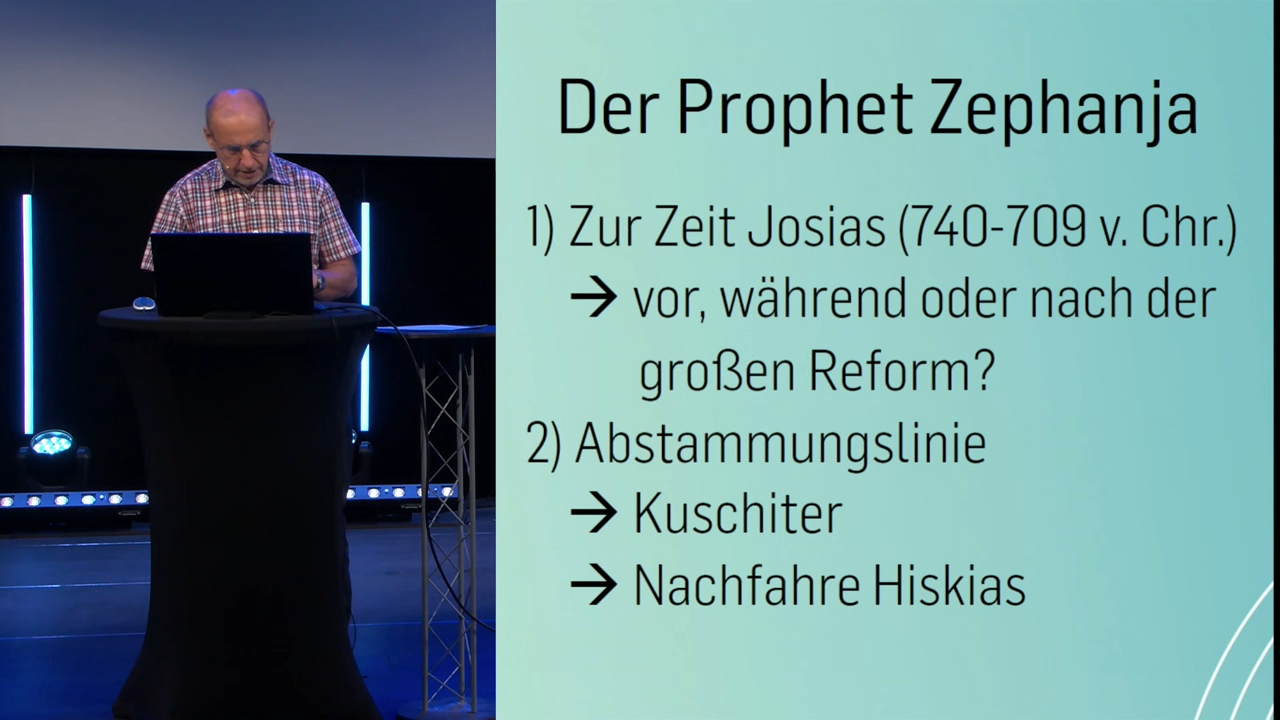 Der Prophet Zephanja
1) Zur Zeit Josias (740-709 v. Chr.)
→ vor, während oder nach der
großen Reform?
2) Abstammungslinie
→ Kuschiter
→ Nachfahre Hiskias